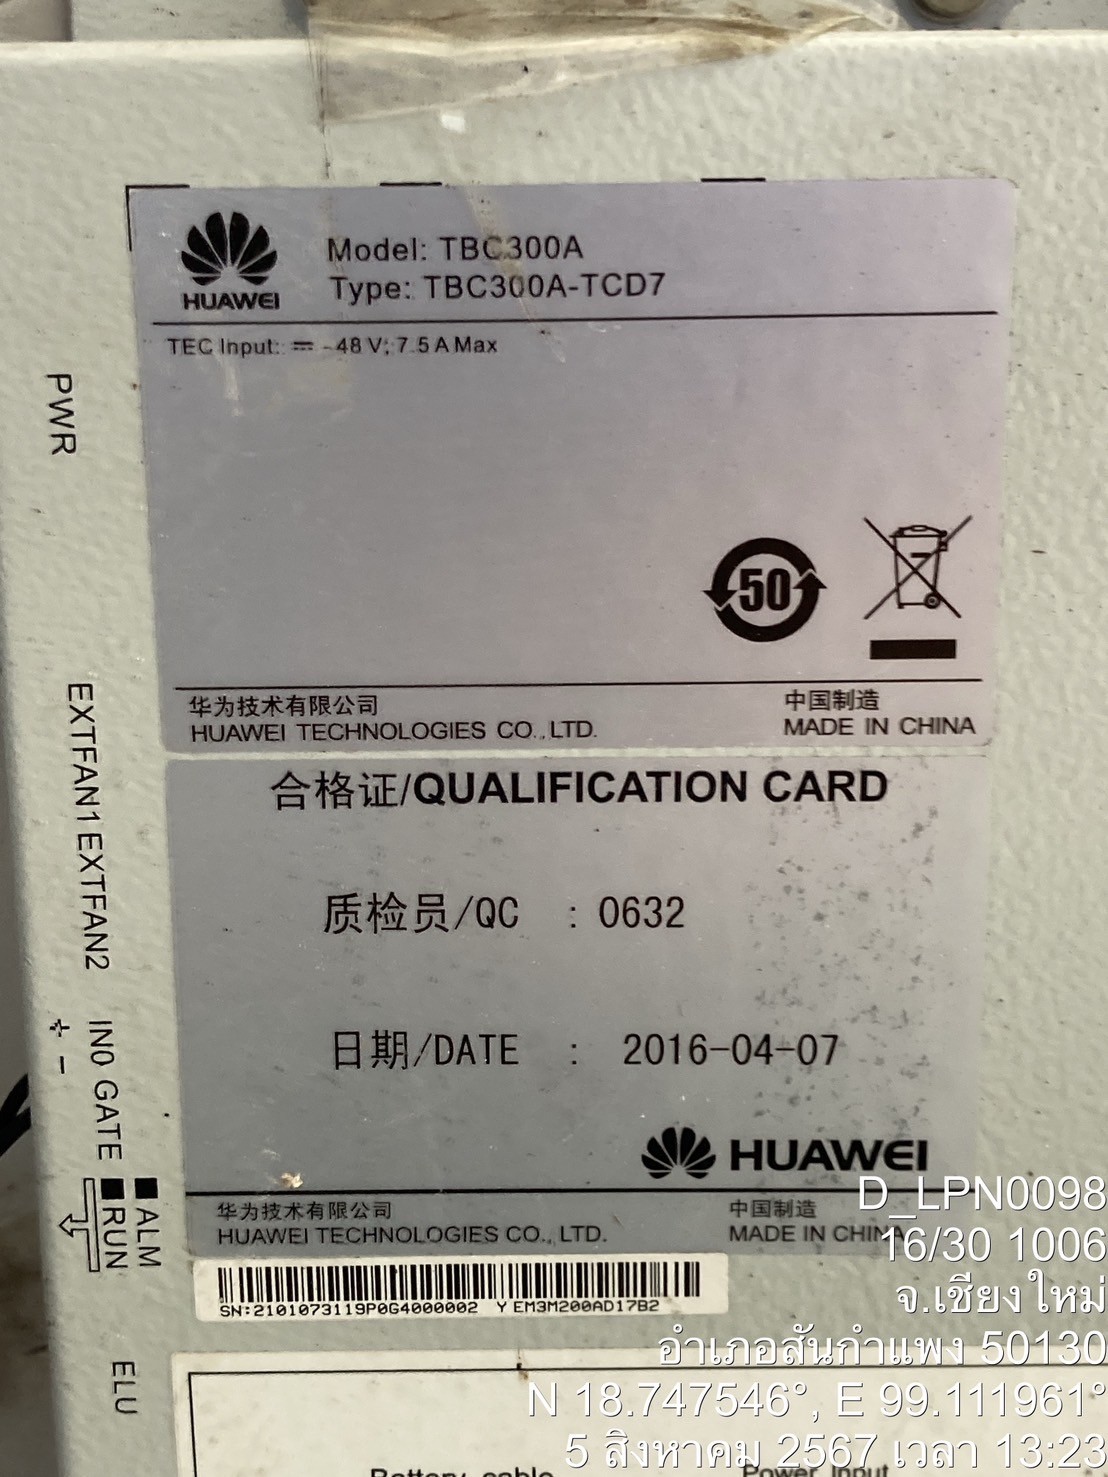 HUAWEI
Model: TBC300A
Type: TBC300A-TCD7
TEC Input: ⎓ -48 V; 7.5 A Max
50
华为技术有限公司
HUAWEI TECHNOLOGIES CO., LTD.
中国制造
MADE IN CHINA
合格证/QUALIFICATION CARD
质检员/QC : 0632
日期/DATE : 2016-04-07
HUAWEI
华为技术有限公司
HUAWEI TECHNOLOGIES CO., LTD.
中国制造
MADE IN CHINA
SN:2101073119P0G4000002 Y EM3M200AD17B2
PWR
EXTFAN1 EXTFAN2
+ -
IN0 GATE
RUN
ALM
ELU
Battery cable
Power Input
D_LPN0098
16/30 1006
จ.เชียงใหม่
อำเภอสันกำแพง 50130
N 18.747546°, E 99.111961°
5 สิงหาคม 2567 เวลา 13:23